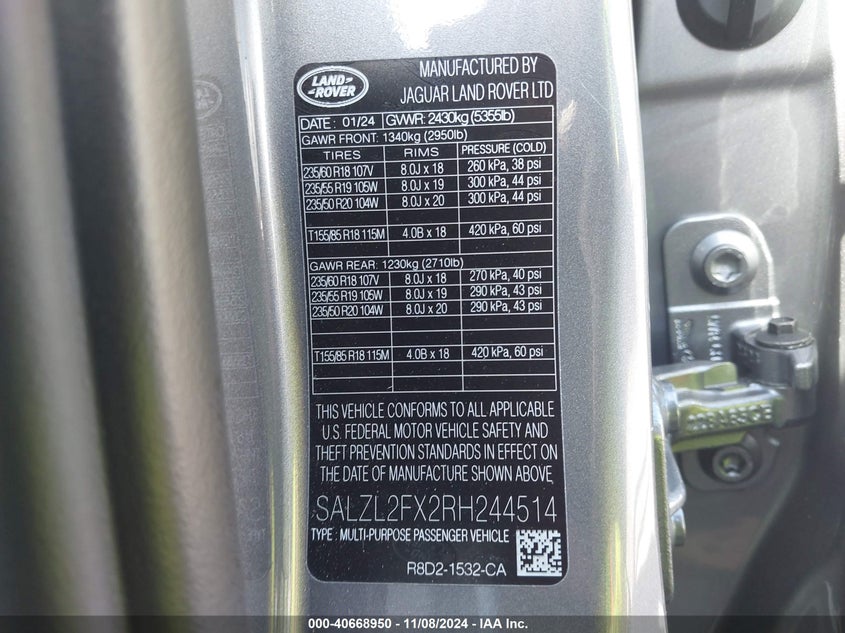 LAND-
-ROVER
MANUFACTURED BY
JAGUAR LAND ROVER LTD
DATE: 01/24 GVWR: 2430kg (5355lb)
GAWR FRONT: 1340kg (2950lb)
TIRES RIMS PRESSURE (COLD)
235/60 R18 107V 8.0J x 18 260 kPa, 38 psi
235/55 R19 105W 8.0J x 19 300 kPa, 44 psi
235/50 R20 104W 8.0J x 20 300 kPa, 44 psi
T155/85 R18 115M 4.0B x 18 420 kPa, 60 psi
GAWR REAR: 1230kg (2710lb)
235/60 R18 107V 8.0J x 18 270 kPa, 40 psi
235/55 R19 105W 8.0J x 19 290 kPa, 43 psi
235/50 R20 104W 8.0J x 20 290 kPa, 43 psi
T155/85 R18 115M 4.0B x 18 420 kPa, 60 psi
THIS VEHICLE CONFORMS TO ALL APPLICABLE
U.S. FEDERAL MOTOR VEHICLE SAFETY AND
THEFT PREVENTION STANDARDS IN EFFECT ON
THE DATE OF MANUFACTURE SHOWN ABOVE.
SALZL2FX2RH244514
TYPE : MULTI-PURPOSE PASSENGER VEHICLE
R8D2-1532-CA
000-40668950 - 11/08/2024 - IAA Inc.